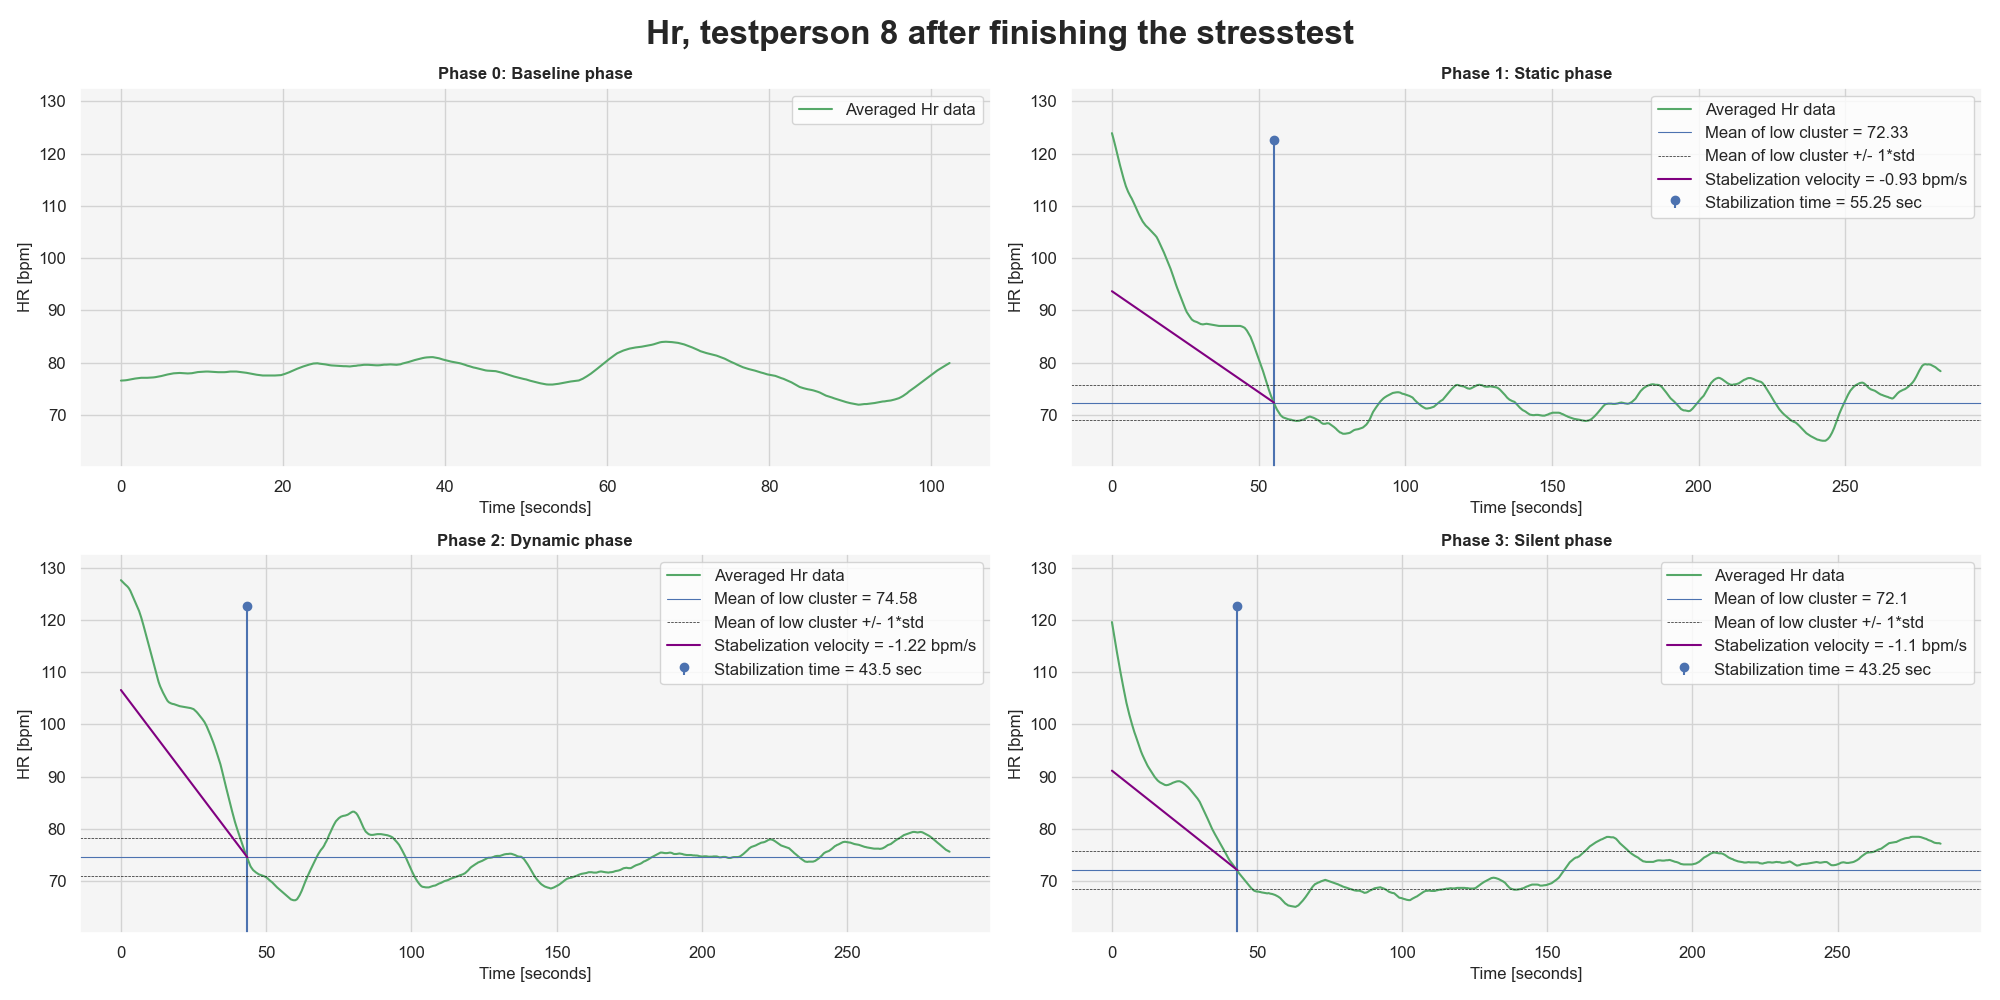 Hr, testperson 8 after finishing the stresstest
Phase 0: Baseline phase
130
120
110
100
90
80
70
HR [bpm]
Averaged Hr data
0 20 40 60 80 100
Time [seconds]
Phase 1: Static phase
130
120
110
100
90
80
70
HR [bpm]
Averaged Hr data
Mean of low cluster = 72.33
Mean of low cluster +/- 1*std
Stabelization velocity = -0.93 bpm/s
Stabilization time = 55.25 sec
0 50 100 150 200 250
Time [seconds]
Phase 2: Dynamic phase
130
120
110
100
90
80
70
HR [bpm]
Averaged Hr data
Mean of low cluster = 74.58
Mean of low cluster +/- 1*std
Stabelization velocity = -1.22 bpm/s
Stabilization time = 43.5 sec
0 50 100 150 200 250
Time [seconds]
Phase 3: Silent phase
130
120
110
100
90
80
70
HR [bpm]
Averaged Hr data
Mean of low cluster = 72.1
Mean of low cluster +/- 1*std
Stabelization velocity = -1.1 bpm/s
Stabilization time = 43.25 sec
0 50 100 150 200 250
Time [seconds]